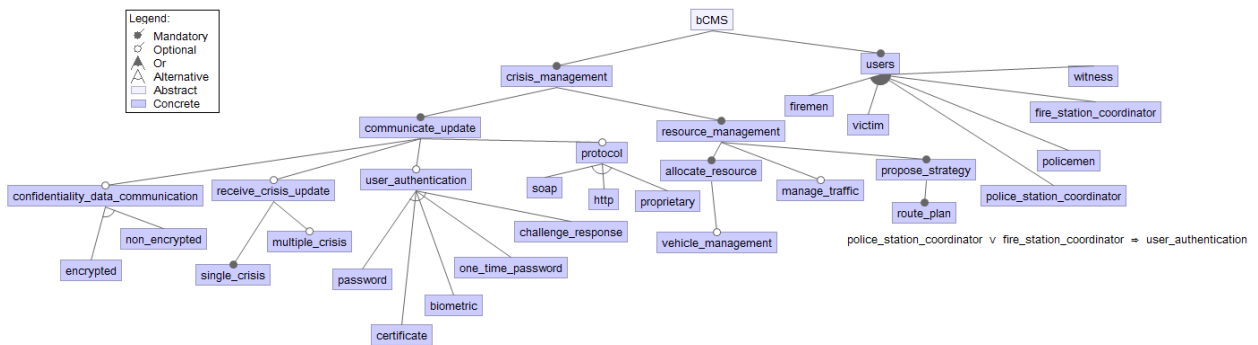 Legend:
Mandatory
Optional
Or
Alternative
Abstract
Concrete
bCMS
crisis_management
users
witness
firemen
fire_station_coordinator
victim
communicate_update
resource_management
policemen
protocol
allocate_resource
propose_strategy
confidentiality_data_communication
receive_crisis_update
user_authentication
soap
http
proprietary
manage_traffic
police_station_coordinator
route_plan
non_encrypted
multiple_crisis
challenge_response
vehicle_management
police_station_coordinator ∨ fire_station_coordinator ⇒ user_authentication
encrypted
single_crisis
password
one_time_password
biometric
certificate